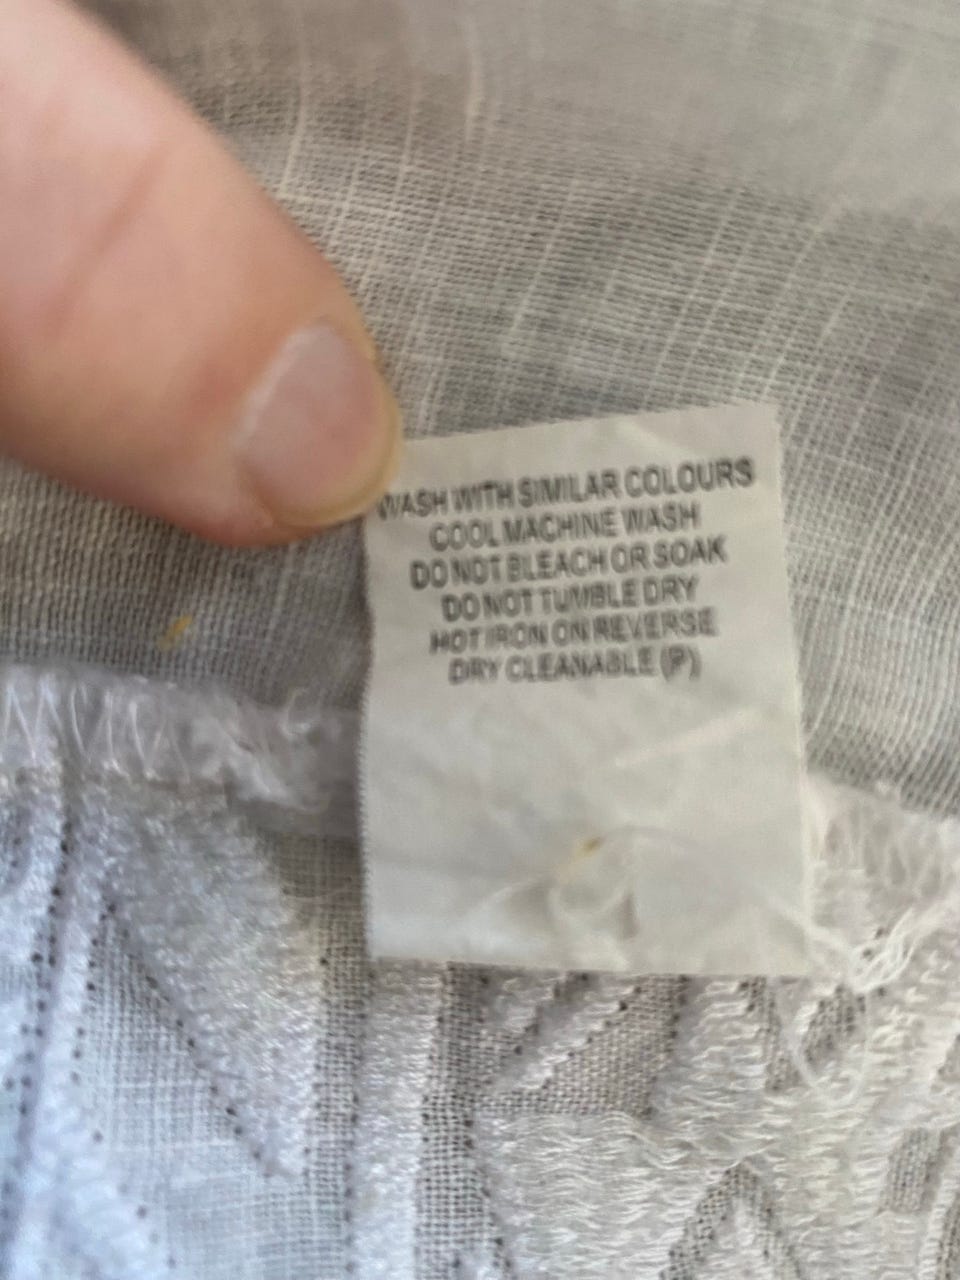 WASH WITH SIMILAR COLOURS
COOL MACHINE WASH
DO NOT BLEACH OR SOAK
DO NOT TUMBLE DRY
HOT IRON ON REVERSE
DRY CLEANABLE (P)